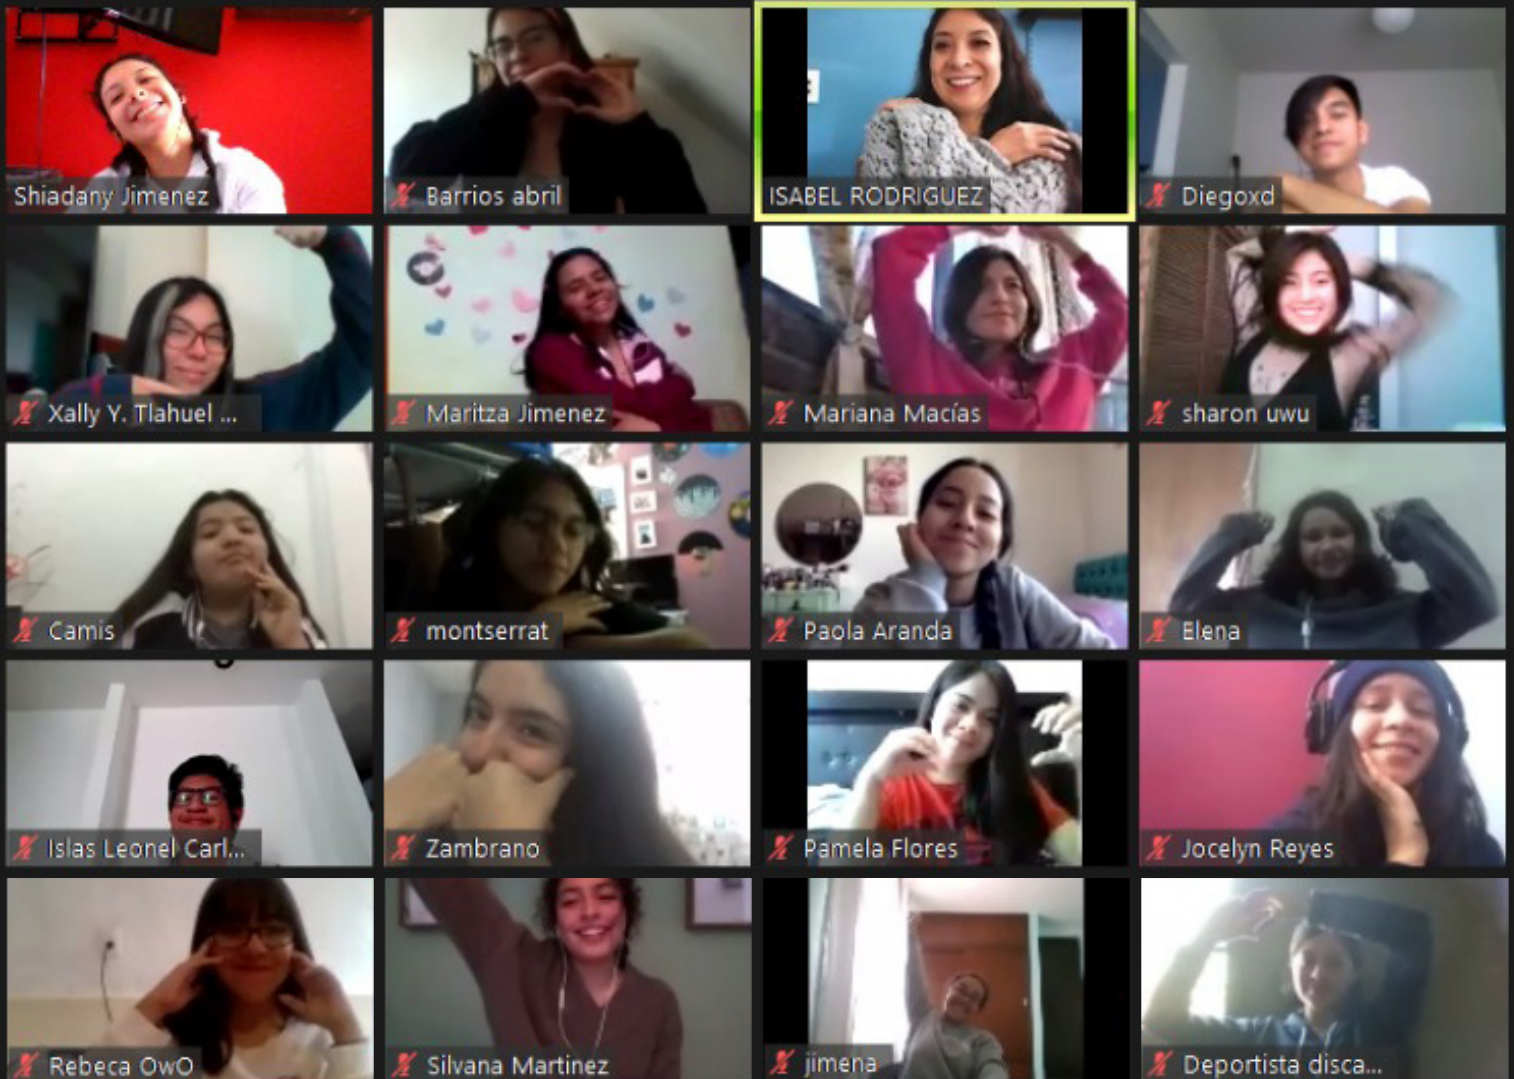 Shiadany Jimenez
Barrios abril
ISABEL RODRIGUEZ
Diegoxd
Xally Y. Tlahuel ...
Maritza Jimenez
Mariana Macías
sharon uwu
Camis
montserrat
Paola Aranda
Elena
Islas Leonel Carl...
Zambrano
Pamela Flores
Jocelyn Reyes
Rebeca OwO
Silvana Martinez
jimena
Deportista disca...